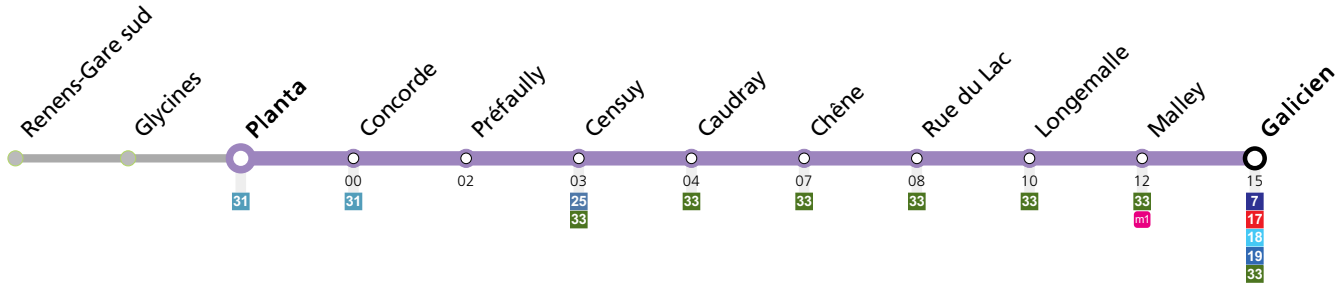 Renens-Gare sud
Glycines
Planta
Concorde
Préfaully
Censuy
Caudray
Chêne
Rue du Lac
Longemalle
Malley
Galicien
00 02 03 04 07 08 10 12 15
31 31 25 33 33 33 33 33 7
33 m1 17
18
19
33